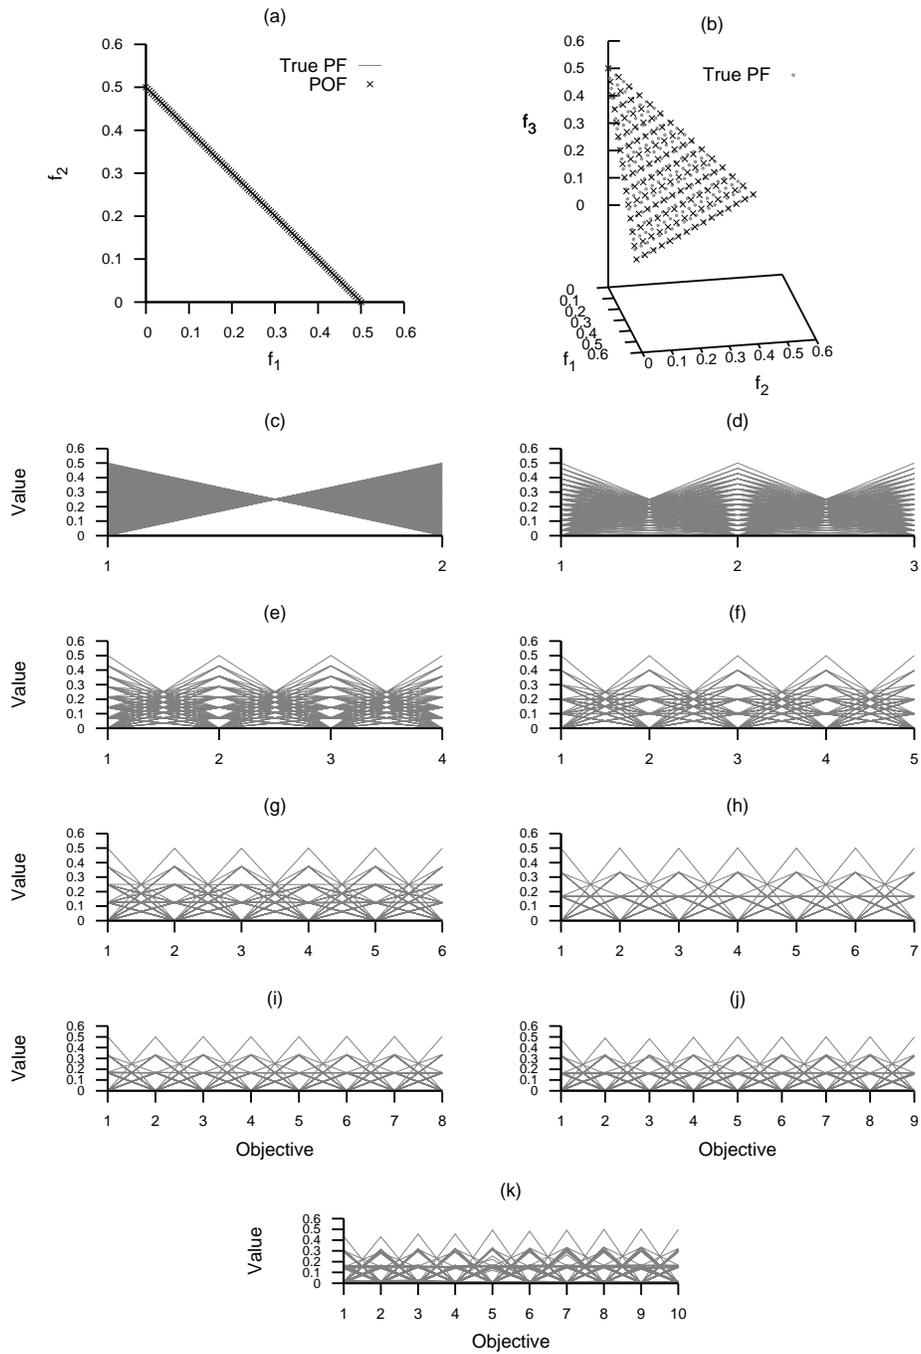 (a)
0.6
0.5
0.4
0.3
0.2
0.1
0
f2
True PF
POF
0 0.1 0.2 0.3 0.4 0.5 0.6
f1
(b)
0.6
0.5
0.4
0.3
0.2
0.1
0
f3
True PF
0
0.1
0.2
0.3
0.4
0.5
0.6
f1
0 0.1 0.2 0.3 0.4 0.5 0.6
f2
(c)
Value
0.6
0.5
0.4
0.3
0.2
0.1
0
1 2
(d)
0.6
0.5
0.4
0.3
0.2
0.1
0
1 2 3
(e)
Value
0.6
0.5
0.4
0.3
0.2
0.1
0
1 2 3 4
(f)
0.6
0.5
0.4
0.3
0.2
0.1
0
1 2 3 4 5
(g)
Value
0.6
0.5
0.4
0.3
0.2
0.1
0
1 2 3 4 5 6
(h)
0.6
0.5
0.4
0.3
0.2
0.1
0
1 2 3 4 5 6 7
(i)
Value
0.6
0.5
0.4
0.3
0.2
0.1
0
1 2 3 4 5 6 7 8
Objective
(j)
0.6
0.5
0.4
0.3
0.2
0.1
0
1 2 3 4 5 6 7 8 9
Objective
(k)
Value
0.6
0.5
0.4
0.3
0.2
0.1
0
1 2 3 4 5 6 7 8 9 10
Objective